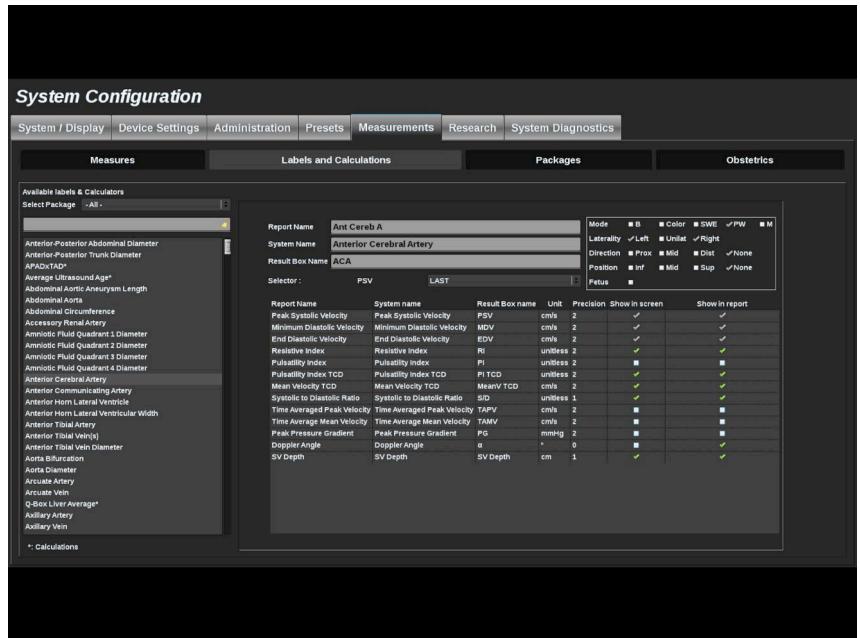 System Configuration
System / Display Device Settings Administration Presets Measurements Research System Diagnostics
Measures Labels and Calculations Packages Obstetrics
Available labels & Calculators
Select Package - All -
Anterior-Posterior Abdominal Diameter
Anterior-Posterior Trunk Diameter
APADxTAD*
Average Ultrasound Age*
Abdominal Aortic Aneurysm Length
Abdominal Aorta
Abdominal Circumference
Accessory Renal Artery
Amniotic Fluid Quadrant 1 Diameter
Amniotic Fluid Quadrant 2 Diameter
Amniotic Fluid Quadrant 3 Diameter
Amniotic Fluid Quadrant 4 Diameter
Anterior Cerebral Artery
Anterior Communicating Artery
Anterior Horn Lateral Ventricle
Anterior Horn Lateral Ventricular Width
Anterior Tibial Artery
Anterior Tibial Vein(s)
Anterior Tibial Vein Diameter
Aorta Bifurcation
Aorta Diameter
Arcuate Artery
Arcuate Vein
Q-Box Liver Average*
Axillary Artery
Axillary Vein
*: Calculations
Report Name Ant Cereb A
System Name Anterior Cerebral Artery
Result Box Name ACA
Selector : PSV LAST
Mode B Color SWE PW M
Laterality Left Unilat Right
Direction Prox Mid Dist None
Position Inf Mid Sup None
Fetus
Report Name System name Result Box name Unit Precision Show in screen Show in report
Peak Systolic Velocity Peak Systolic Velocity PSV cm/s 2
Minimum Diastolic Velocity Minimum Diastolic Velocity MDV cm/s 2
End Diastolic Velocity End Diastolic Velocity EDV cm/s 2
Resistive Index Resistive Index RI unitless 2
Pulsatility Index Pulsatility Index PI unitless 2
Pulsatility Index TCD Pulsatility Index TCD PI TCD unitless 2
Mean Velocity TCD Mean Velocity TCD MeanV TCD cm/s 2
Systolic to Diastolic Ratio Systolic to Diastolic Ratio S/D unitless 1
Time Averaged Peak Velocity Time Averaged Peak Velocity TAPV cm/s 2
Time Average Mean Velocity Time Average Mean Velocity TAMV cm/s 2
Peak Pressure Gradient Peak Pressure Gradient PG mmHg 2
Doppler Angle Doppler Angle α ° 0
SV Depth SV Depth SV Depth cm 1